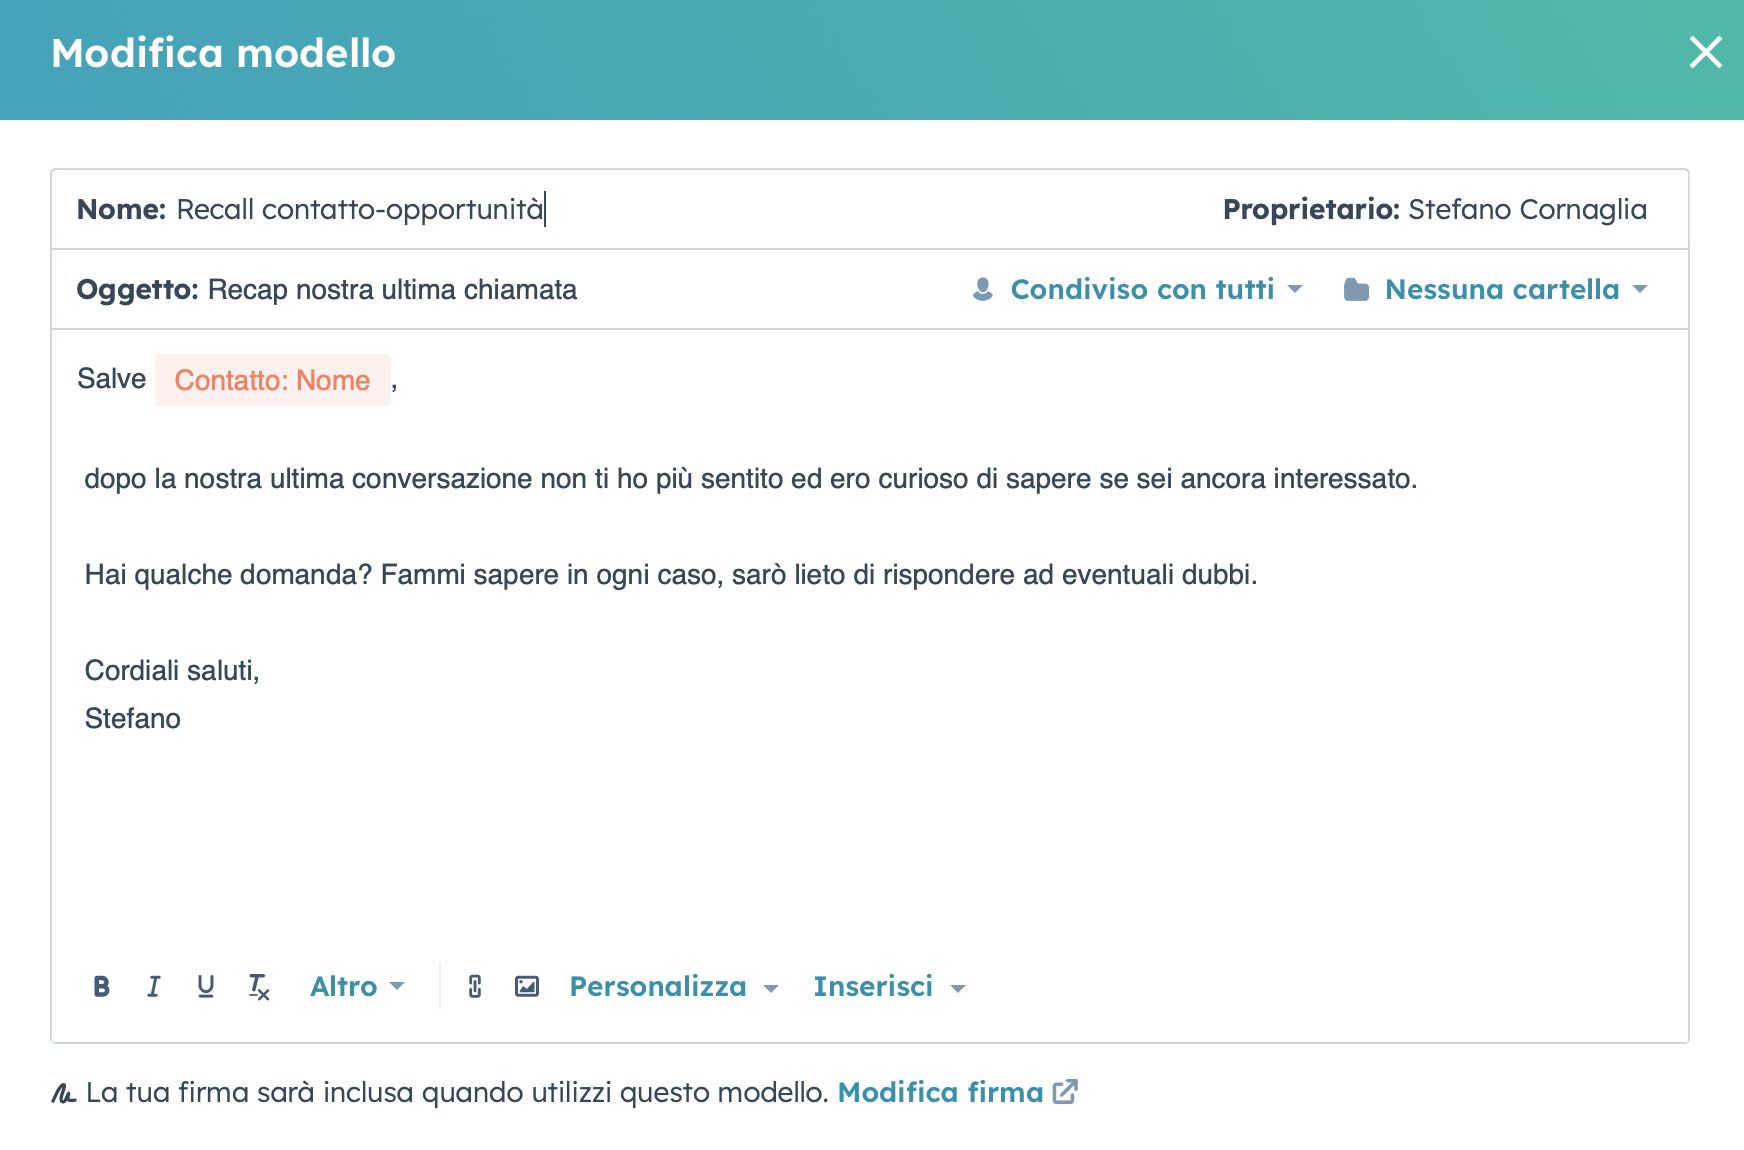 Modifica modello
Nome: Recall contatto-opportunità Proprietario: Stefano Cornaglia
Oggetto: Recap nostra ultima chiamata Condiviso con tutti Nessuna cartella
Salve Contatto: Nome ,
dopo la nostra ultima conversazione non ti ho più sentito ed ero curioso di sapere se sei ancora interessato.
Hai qualche domanda? Fammi sapere in ogni caso, sarò lieto di rispondere ad eventuali dubbi.
Cordiali saluti,
Stefano
B I U Tx Altro Personalizza Inserisci
La tua firma sarà inclusa quando utilizzi questo modello. Modifica firma